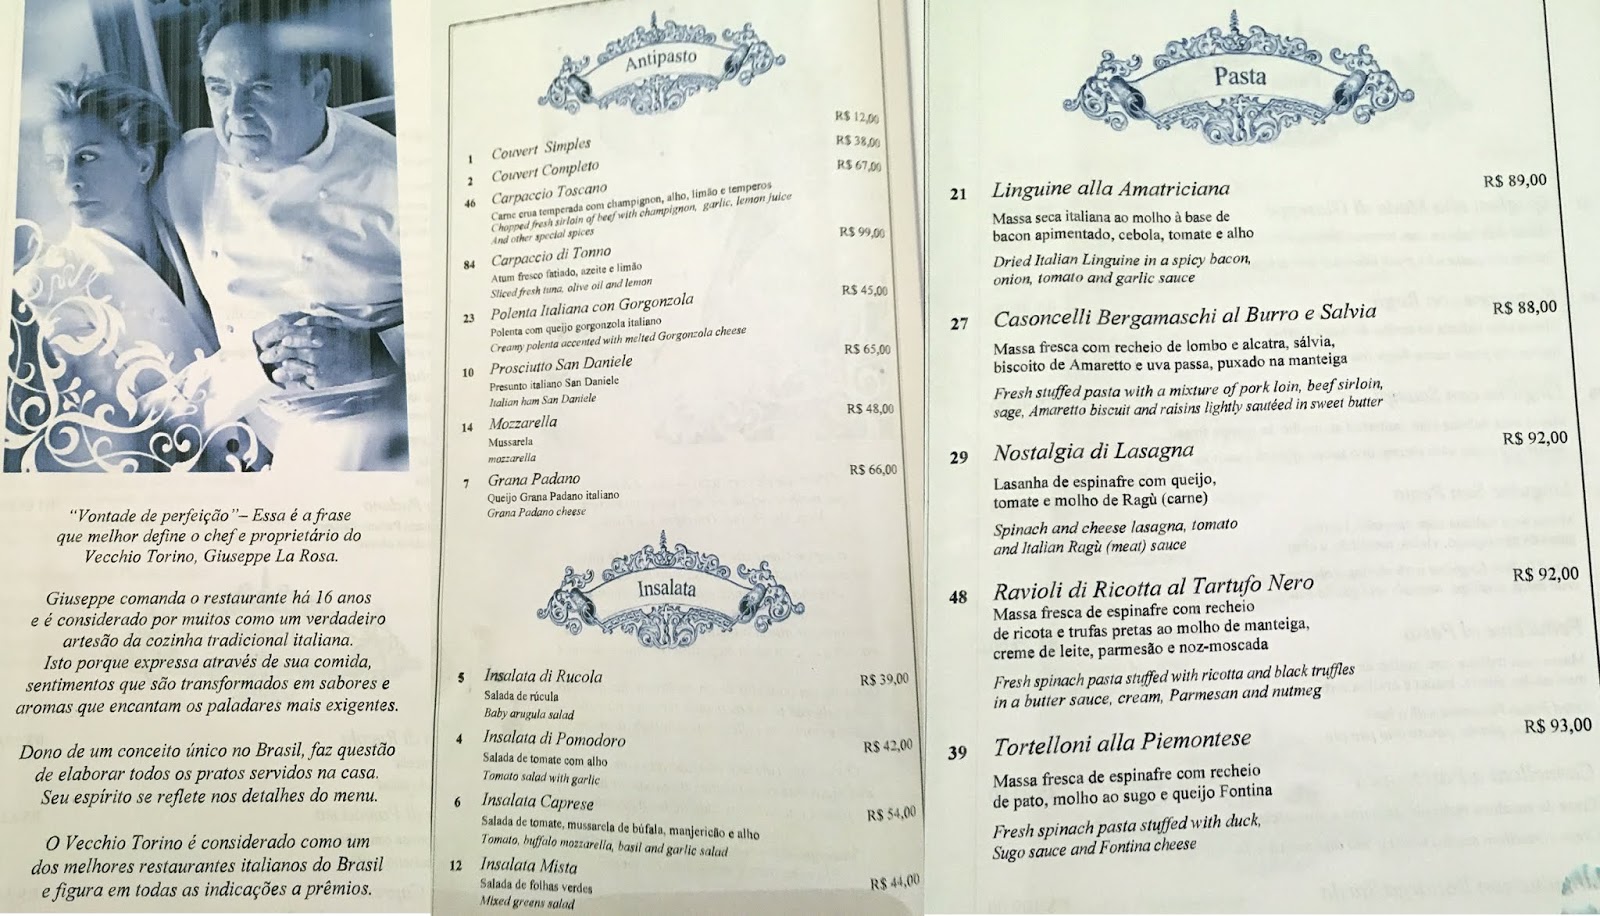 "Vontade de perfeição"– Essa é a frase
que melhor define o chef e proprietário do
Vecchio Torino, Giuseppe La Rosa.
Giuseppe comanda o restaurante há 16 anos
e é considerado por muitos como um verdadeiro
artesão da cozinha tradicional italiana.
Isto porque expressa através de sua comida,
sentimentos que são transformados em sabores e
aromas que encantam os paladares mais exigentes.
Dono de um conceito único no Brasil, faz questão
de elaborar todos os pratos servidos na casa.
Seu espírito se reflete nos detalhes do menu.
O Vecchio Torino é considerado como um
dos melhores restaurantes italianos do Brasil
e figura em todas as indicações a prêmios.
Antipasto
1 Couvert Simples R$ 12,00
2 Couvert Completo R$ 38,00
46 Carpaccio Toscano R$ 67,00
Carne crua temperada com champignon, alho, limão e temperos
Chopped fresh sirloin of beef with champignon, garlic, lemon juice
And other special spices
84 Carpaccio di Tonno R$ 99,00
Atum fresco fatiado, azeite e limão
Sliced fresh tuna, olive oil and lemon
23 Polenta Italiana con Gorgonzola R$ 45,00
Polenta com queijo gorgonzola italiano
Creamy polenta accented with melted Gorgonzola cheese
10 Prosciutto San Daniele R$ 65,00
Presunto italiano San Daniele
Italian ham San Daniele
14 Mozzarella R$ 48,00
Mussarela
mozzarella
7 Grana Padano R$ 66,00
Queijo Grana Padano italiano
Grana Padano cheese
Insalata
5 Insalata di Rucola R$ 39,00
Salada de rúcula
Baby arugula salad
4 Insalata di Pomodoro R$ 42,00
Salada de tomate com alho
Tomato salad with garlic
6 Insalata Caprese R$ 54,00
Salada de tomate, mussarela de búfala, manjericão e alho
Tomato, buffalo mozzarella, basil and garlic salad
12 Insalata Mista R$ 44,00
Salada de folhas verdes
Mixed greens salad
Pasta
21 Linguine alla Amatriciana R$ 89,00
Massa seca italiana ao molho à base de
bacon apimentado, cebola, tomate e alho
Dried Italian Linguine in a spicy bacon,
onion, tomato and garlic sauce
27 Casoncelli Bergamaschi al Burro e Salvia R$ 88,00
Massa fresca com recheio de lombo e alcatra, sálvia,
biscoito de Amaretto e uva passa, puxado na manteiga
Fresh stuffed pasta with a mixture of pork loin, beef sirloin,
sage, Amaretto biscuit and raisins lightly sautéed in sweet butter
29 Nostalgia di Lasagna R$ 92,00
Lasanha de espinafre com queijo,
tomate e molho de Ragù (carne)
Spinach and cheese lasagna, tomato
and Italian Ragù (meat) sauce
48 Ravioli di Ricotta al Tartufo Nero R$ 92,00
Massa fresca de espinafre com recheio
de ricota e trufas pretas ao molho de manteiga,
creme de leite, parmesão e noz-moscada
Fresh spinach pasta stuffed with ricotta and black truffles
in a butter sauce, cream, Parmesan and nutmeg
39 Tortelloni alla Piemontese R$ 93,00
Massa fresca de espinafre com recheio
de pato, molho ao sugo e queijo Fontina
Fresh spinach pasta stuffed with duck,
Sugo sauce and Fontina cheese